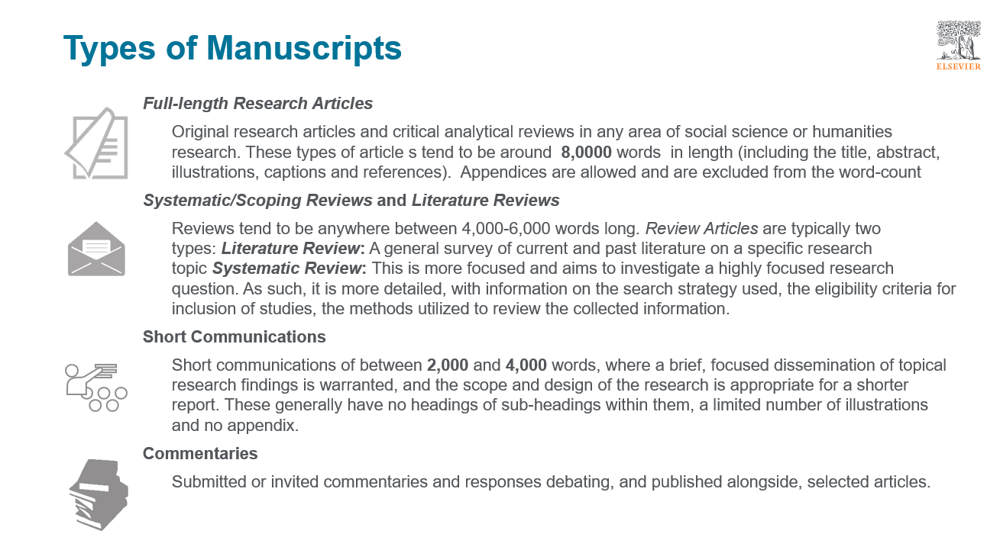 Types of Manuscripts
ELSEVIER
Full-length Research Articles
Original research articles and critical analytical reviews in any area of social science or humanities
research. These types of article s tend to be around  8,0000 words  in length (including the title, abstract,
illustrations, captions and references).  Appendices are allowed and are excluded from the word-count
Systematic/Scoping Reviews and Literature Reviews
Reviews tend to be anywhere between 4,000-6,000 words long. Review Articles are typically two
types: Literature Review: A general survey of current and past literature on a specific research
topic Systematic Review: This is more focused and aims to investigate a highly focused research
question. As such, it is more detailed, with information on the search strategy used, the eligibility criteria for
inclusion of studies, the methods utilized to review the collected information.
Short Communications
Short communications of between 2,000 and 4,000 words, where a brief, focused dissemination of topical
research findings is warranted, and the scope and design of the research is appropriate for a shorter
report. These generally have no headings of sub-headings within them, a limited number of illustrations
and no appendix.
Commentaries
Submitted or invited commentaries and responses debating, and published alongside, selected articles.